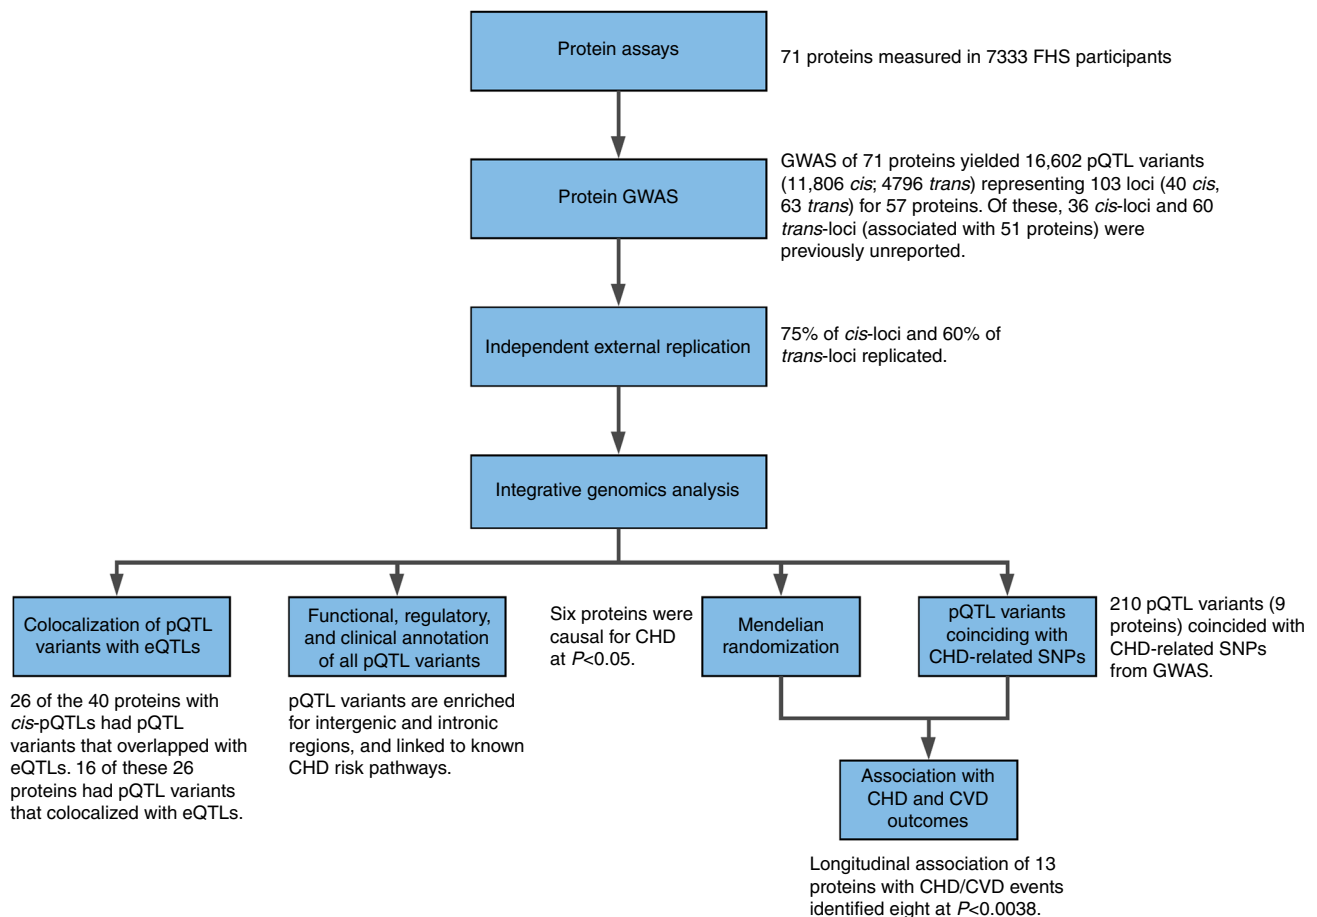 Protein assays
71 proteins measured in 7333 FHS participants
Protein GWAS
GWAS of 71 proteins yielded 16,602 pQTL variants
(11,806 cis; 4796 trans) representing 103 loci (40 cis,
63 trans) for 57 proteins. Of these, 36 cis-loci and 60
trans-loci (associated with 51 proteins) were
previously unreported.
Independent external replication
75% of cis-loci and 60% of
trans-loci replicated.
Integrative genomics analysis
Colocalization of pQTL
variants with eQTLs
26 of the 40 proteins with
cis-pQTLs had pQTL
variants that overlapped with
eQTLs. 16 of these 26
proteins had pQTL variants
that colocalized with eQTLs.
Functional, regulatory,
and clinical annotation
of all pQTL variants
pQTL variants are enriched
for intergenic and intronic
regions, and linked to known
CHD risk pathways.
Six proteins were
causal for CHD
at P<0.05.
Mendelian
randomization
pQTL variants
coinciding with
CHD-related SNPs
210 pQTL variants (9
proteins) coincided with
CHD-related SNPs
from GWAS.
Association with
CHD and CVD
outcomes
Longitudinal association of 13
proteins with CHD/CVD events
identified eight at P<0.0038.